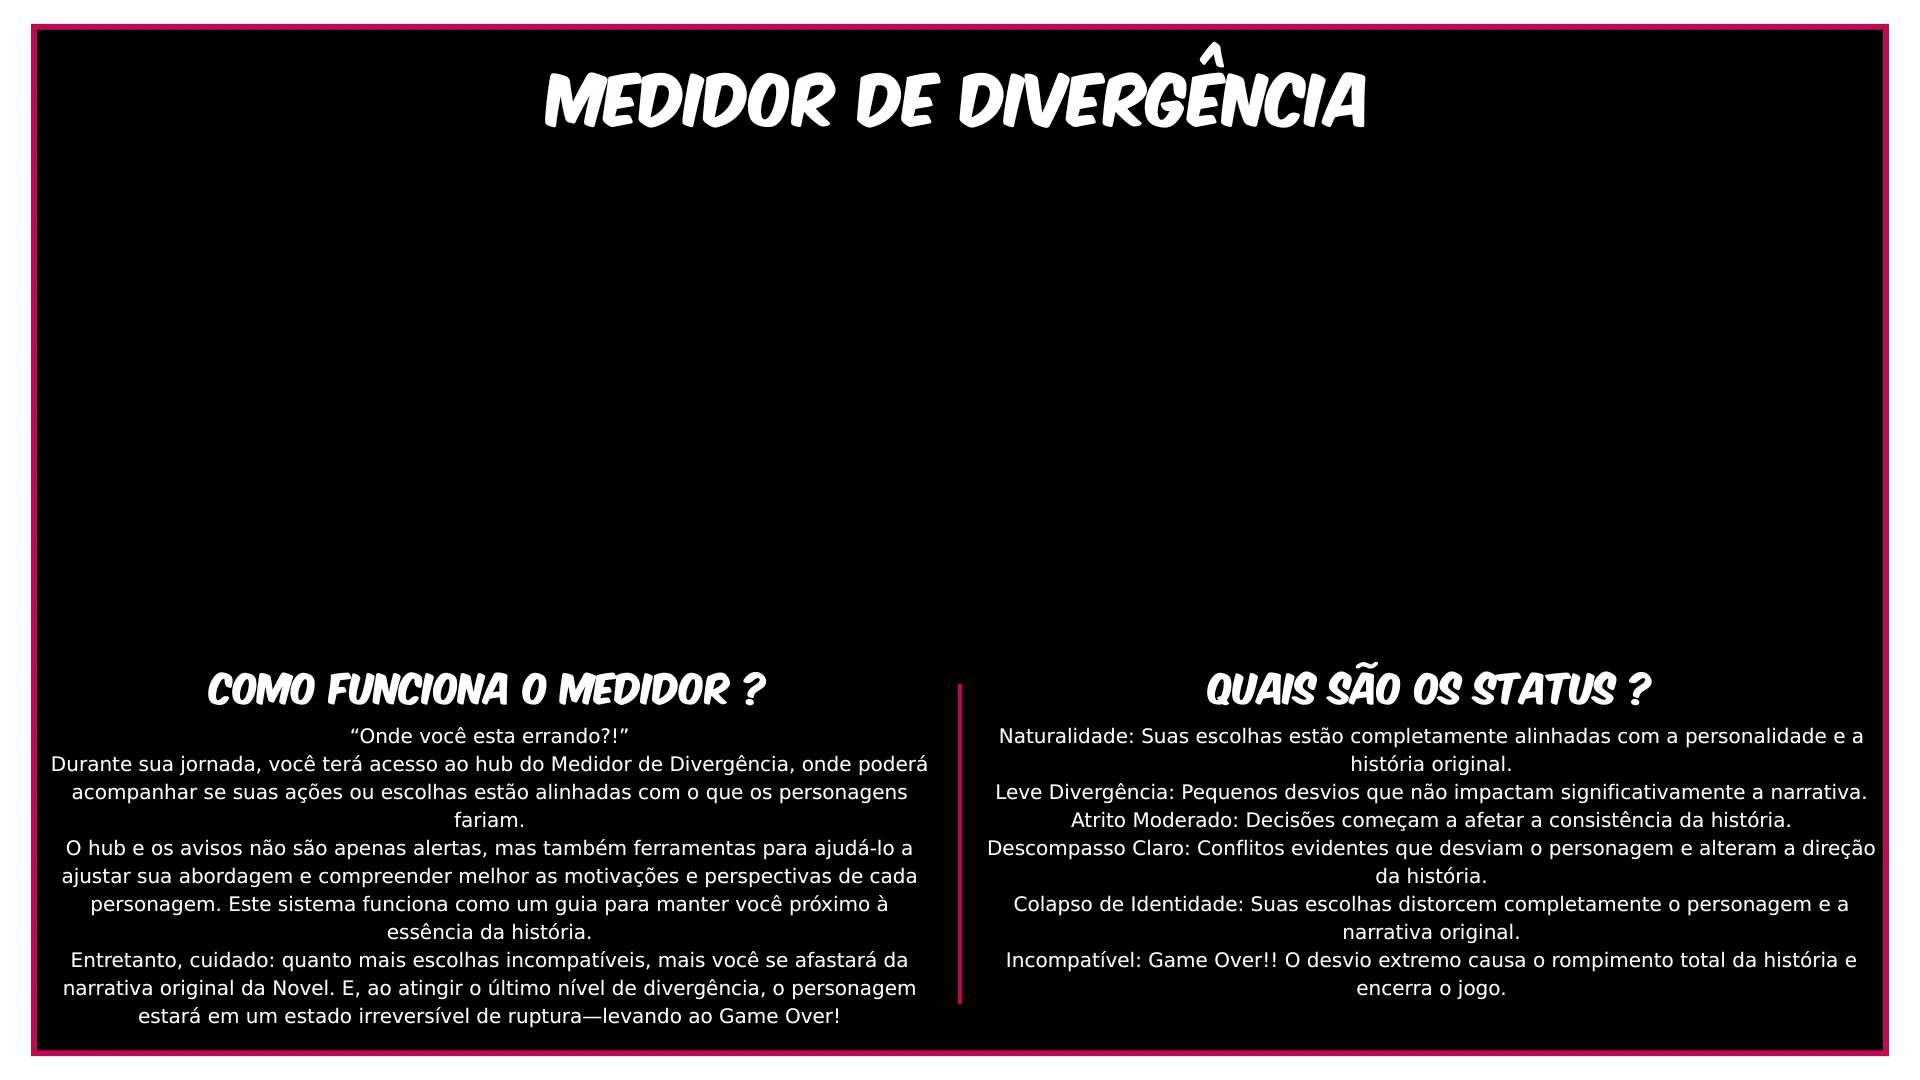 MEDIDOR DE DIVERGÊNCIA
COMO FUNCIONA O MEDIDOR ?
“Onde você esta errando?!”
Durante sua jornada, você terá acesso ao hub do Medidor de Divergência, onde poderá
acompanhar se suas ações ou escolhas estão alinhadas com o que os personagens
fariam.
O hub e os avisos não são apenas alertas, mas também ferramentas para ajudá-lo a
ajustar sua abordagem e compreender melhor as motivações e perspectivas de cada
personagem. Este sistema funciona como um guia para manter você próximo à
essência da história.
Entretanto, cuidado: quanto mais escolhas incompatíveis, mais você se afastará da
narrativa original da Novel. E, ao atingir o último nível de divergência, o personagem
estará em um estado irreversível de ruptura—levando ao Game Over!
QUAIS SÃO OS STATUS ?
Naturalidade: Suas escolhas estão completamente alinhadas com a personalidade e a
história original.
Leve Divergência: Pequenos desvios que não impactam significativamente a narrativa.
Atrito Moderado: Decisões começam a afetar a consistência da história.
Descompasso Claro: Conflitos evidentes que desviam o personagem e alteram a direção
da história.
Colapso de Identidade: Suas escolhas distorcem completamente o personagem e a
narrativa original.
Incompatível: Game Over!! O desvio extremo causa o rompimento total da história e
encerra o jogo.